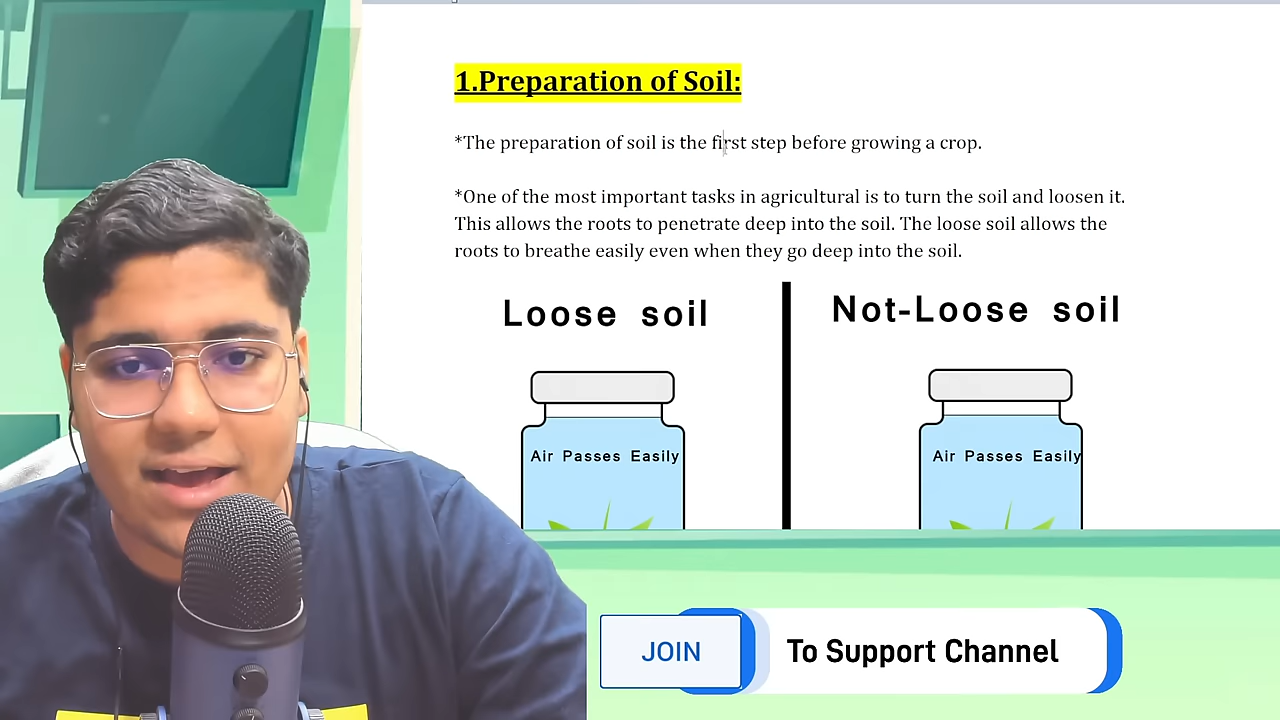 1.Preparation of Soil:
*The preparation of soil is the first step before growing a crop.
*One of the most important tasks in agricultural is to turn the soil and loosen it.
This allows the roots to penetrate deep into the soil. The loose soil allows the
roots to breathe easily even when they go deep into the soil.
Loose soil
Not-Loose soil
Air Passes Easily
Air Passes Easily
JOIN
To Support Channel